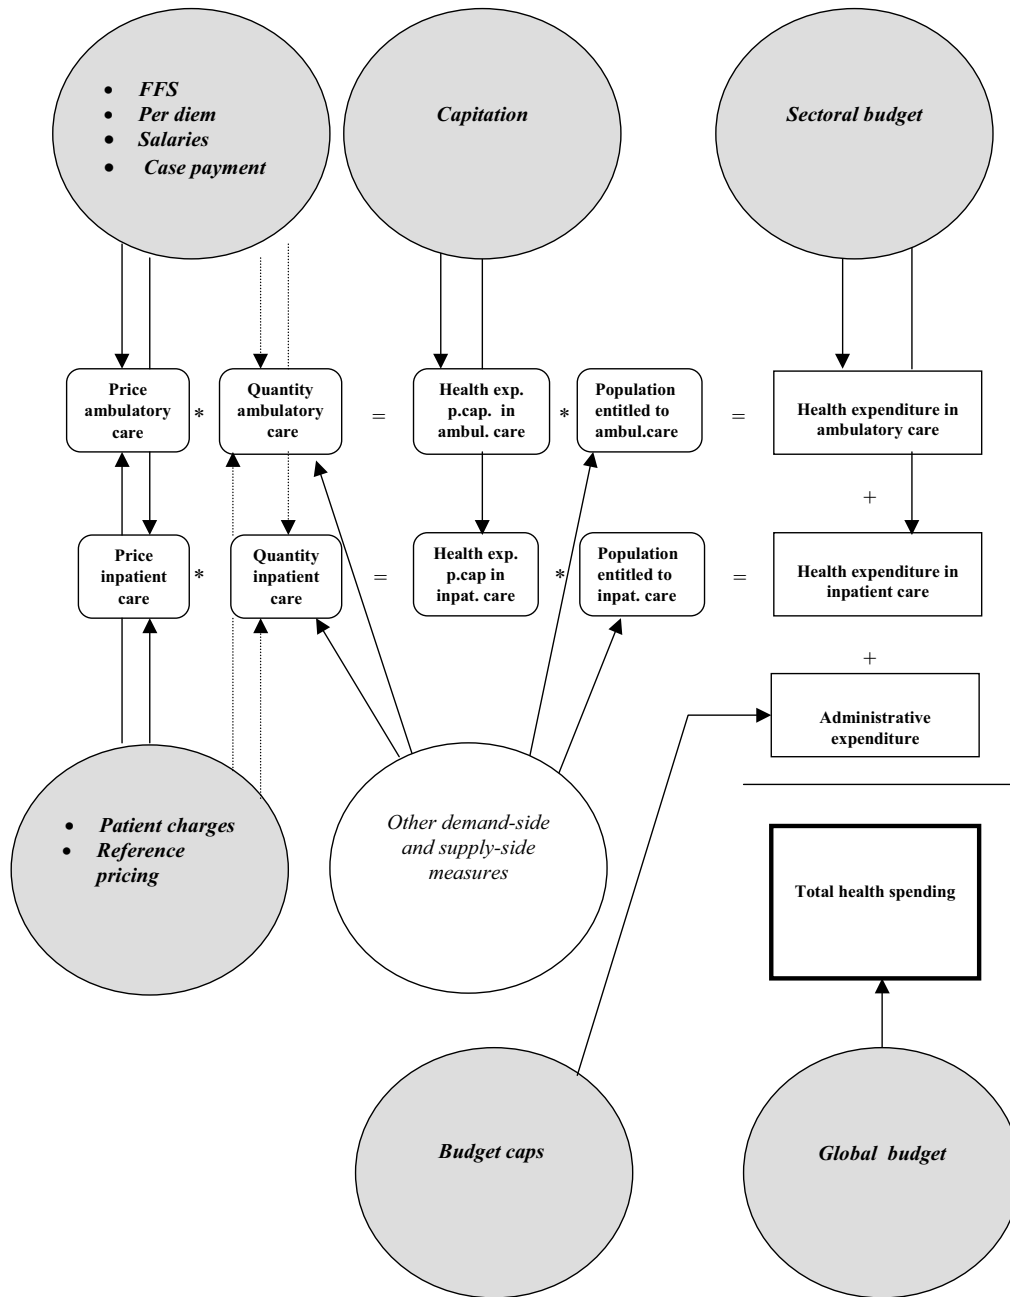 • FFS
• Per diem
• Salaries
• Case payment
Capitation
Sectoral budget
Price
ambulatory
care
*
Quantity
ambulatory
care
=
Health exp.
p.cap. in
ambul. care
*
Population
entitled to
ambul.care
=
Health expenditure in
ambulatory care
+
Price
inpatient
care
*
Quantity
inpatient
care
=
Health exp.
p.cap in
inpat. care
*
Population
entitled to
inpat. care
=
Health expenditure in
inpatient care
+
Administrative
expenditure
• Patient charges
• Reference
pricing
Other demand-side
and supply-side
measures
Total health spending
Budget caps
Global budget